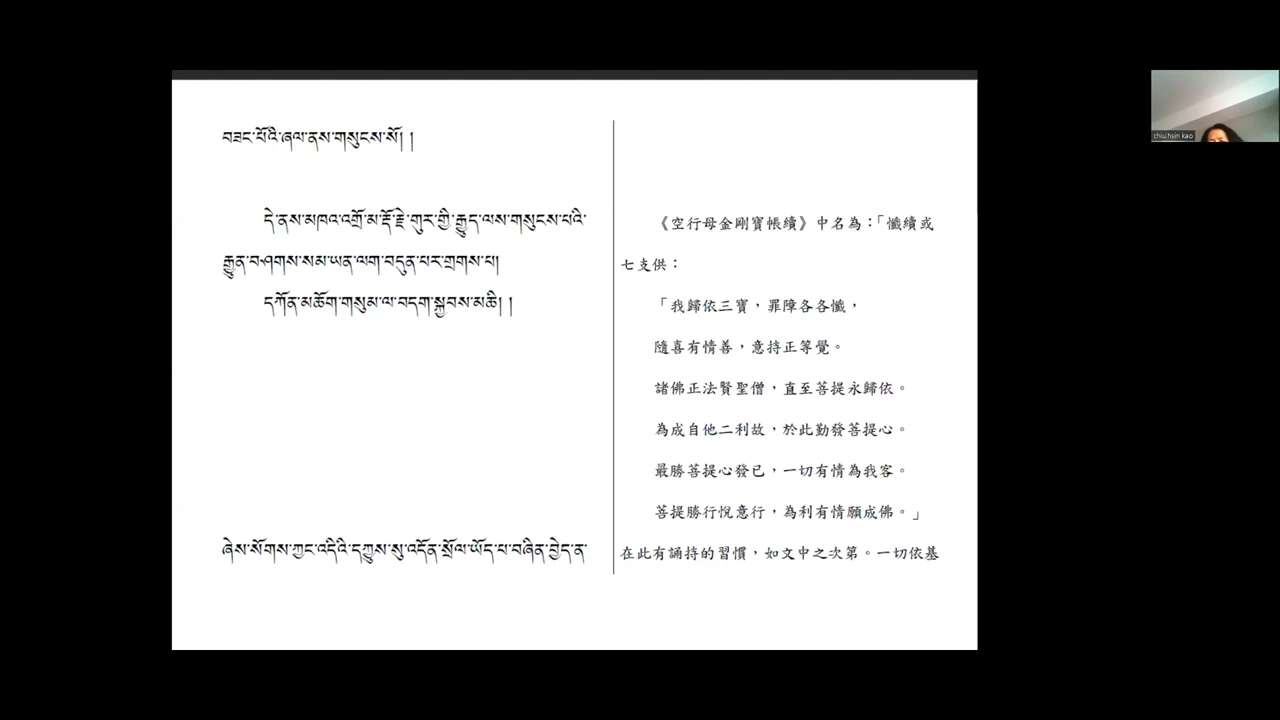 བཟང་པོའི་ཞལ་ནས་གསུངས་སོ། །
དེ་ནས་མཁའ་འགྲོ་མ་རྡོ་རྗེ་གུར་གྱི་རྒྱུད་ལས་གསུངས་པའི་
རྒྱུན་བཤགས་སམ་ཡན་ལག་བདུན་པར་གྲགས་པ།
དཀོན་མཆོག་གསུམ་ལ་བདག་སྐྱབས་མཆི། །
ཞེས་སོགས་ཀྱང་འདིའི་དཀྱུས་སུ་འདོན་སྲོལ་ཡོད་པ་བཞིན་བྱེད་ན་
《空行母金剛寶帳續》中名為：「懺續或
七支供：
「我歸依三寶，罪障各各懺，
隨喜有情善，意持正等覺。
諸佛正法賢聖僧，直至菩提永歸依。
為成自他二利故，於此勤發菩提心。
最勝菩提心發已，一切有情為我客。
菩提勝行悅意行，為利有情願成佛。」
在此有誦持的習慣，如文中之次第。一切依基
chiu.hsin kao